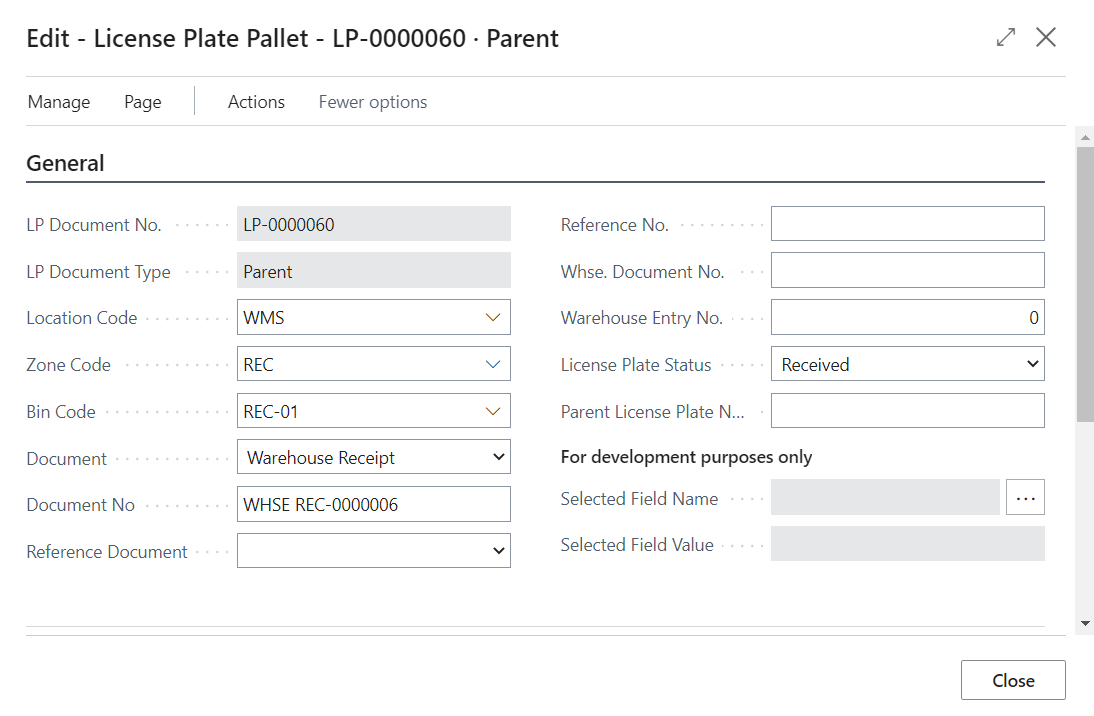 Edit - License Plate Pallet - LP-0000060 · Parent
Manage Page Actions Fewer options
General
LP Document No. LP-0000060
LP Document Type Parent
Location Code WMS
Zone Code REC
Bin Code REC-01
Document Warehouse Receipt
Document No WHSE REC-0000006
Reference Document
Reference No.
Whse. Document No.
Warehouse Entry No. 0
License Plate Status Received
Parent License Plate N...
For development purposes only
Selected Field Name ...
Selected Field Value
Close